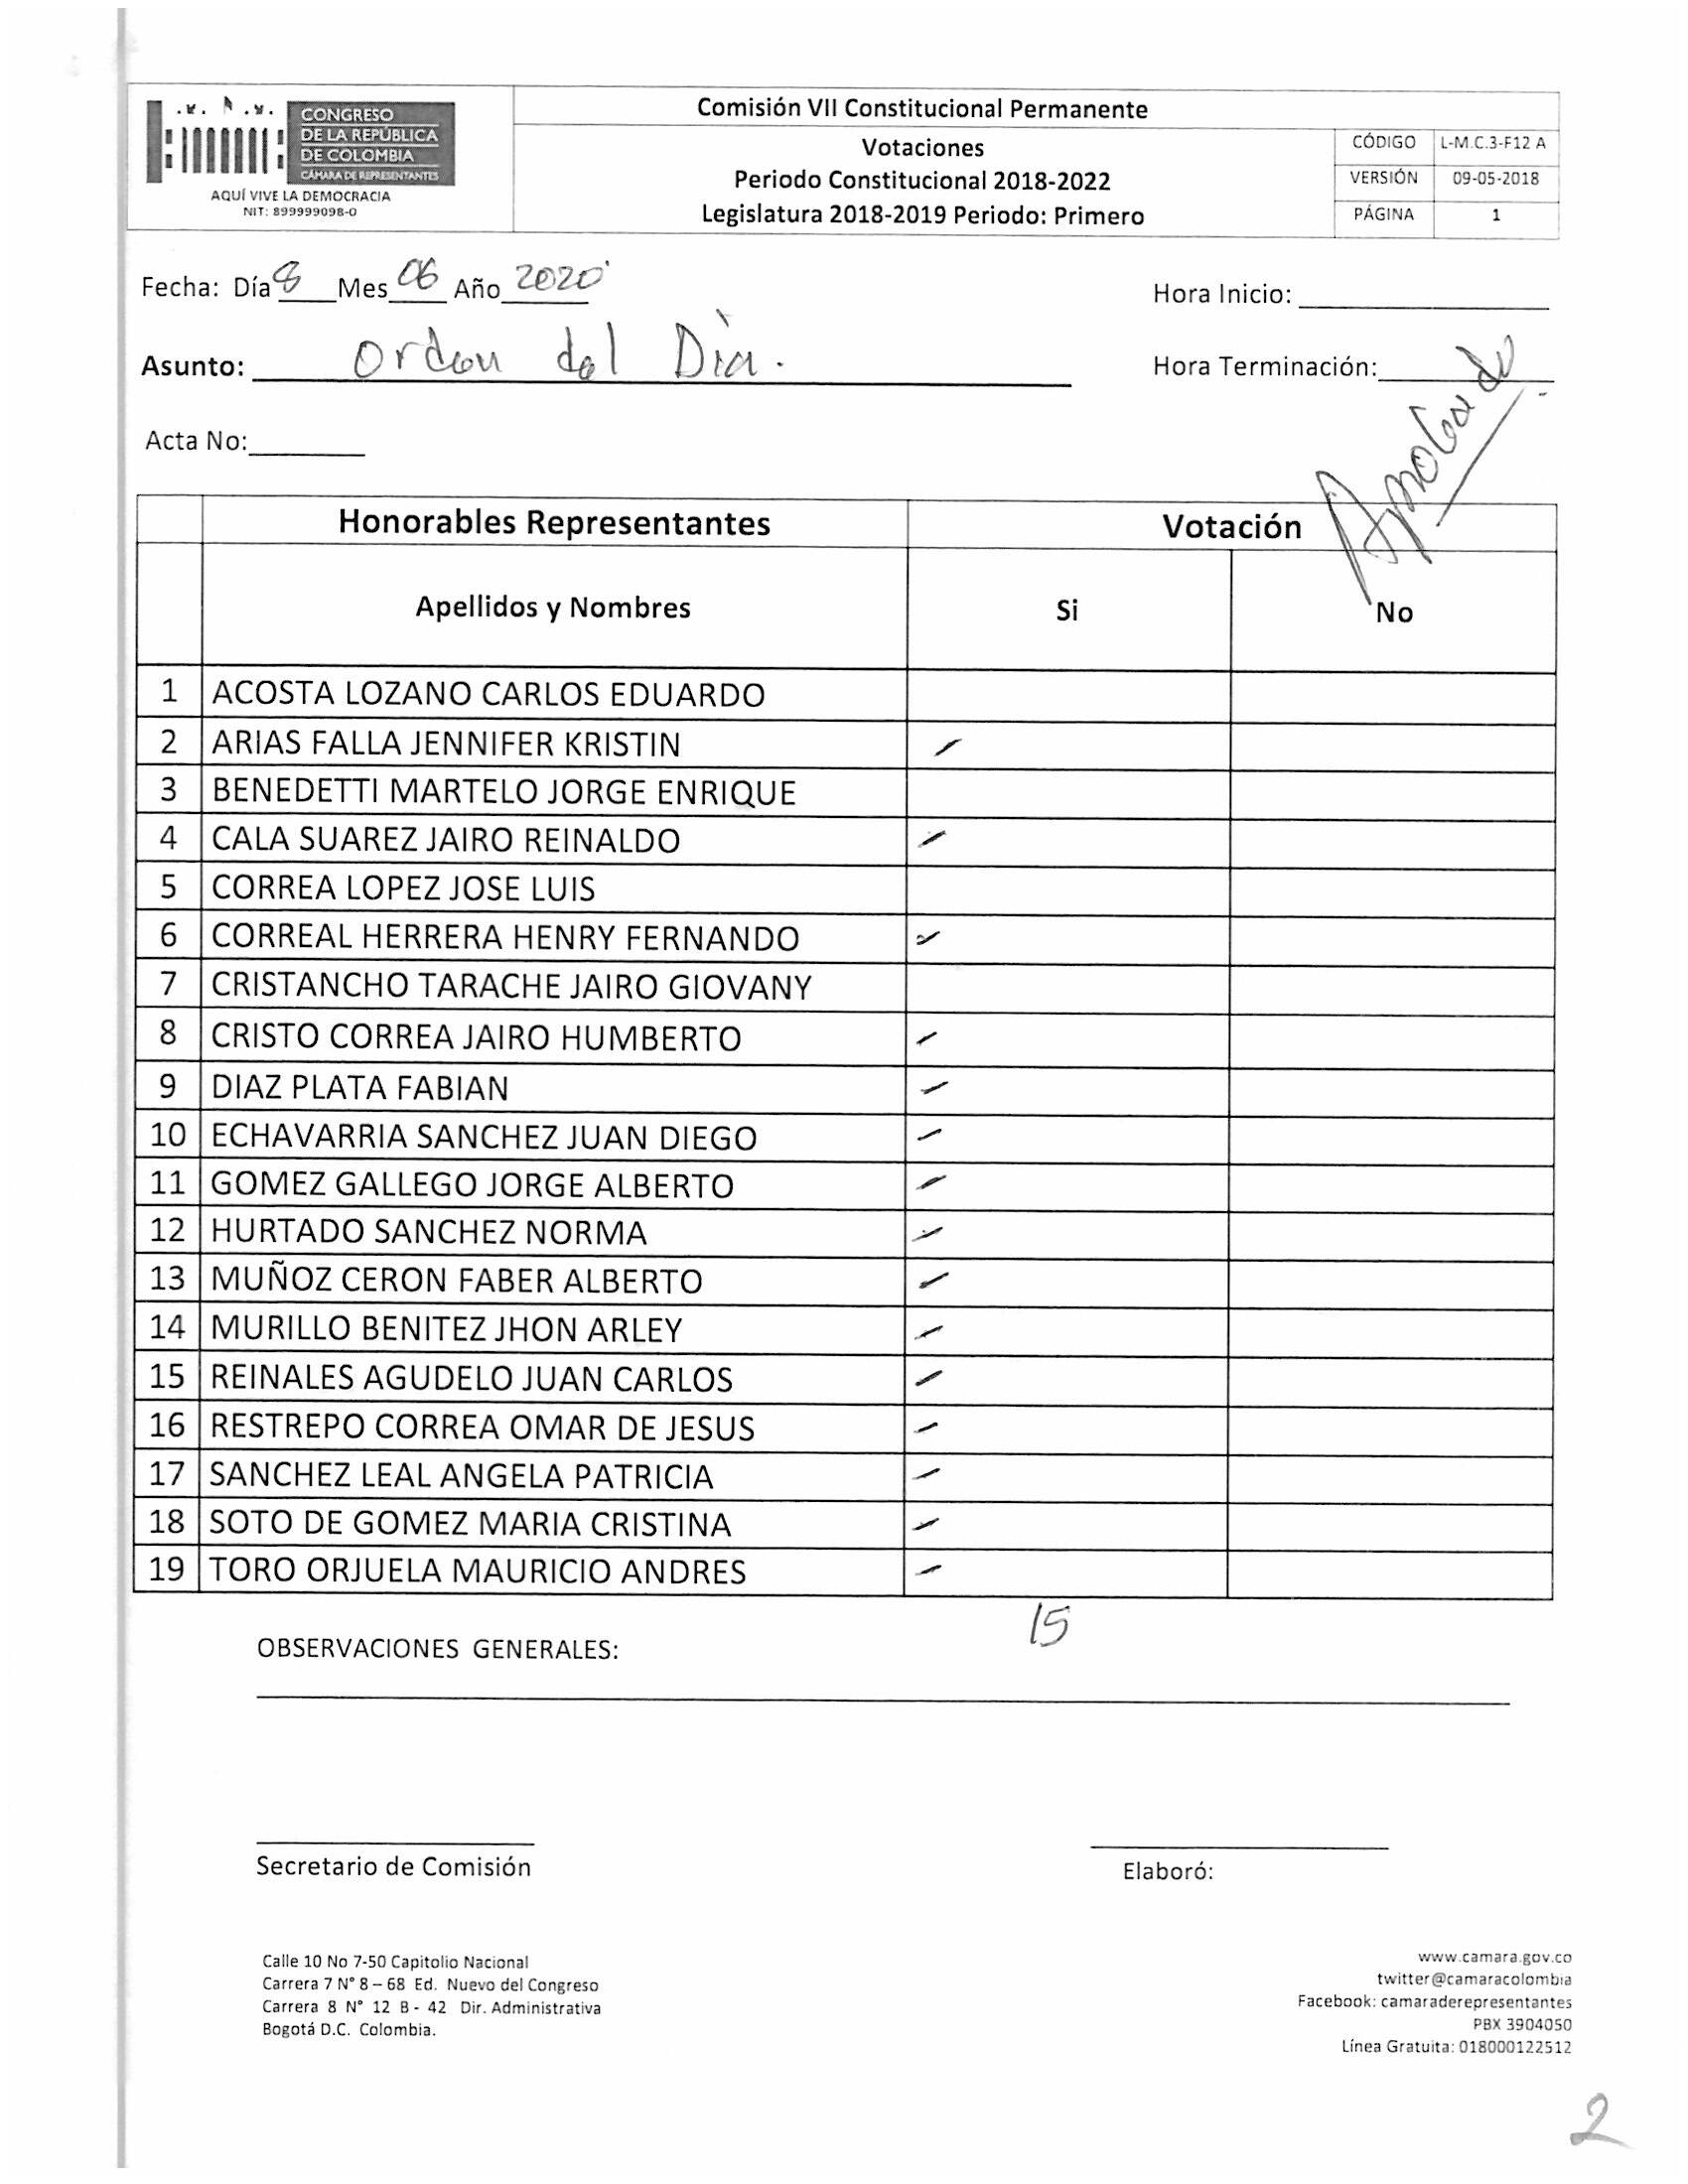 CONGRESO
DE LA REPÚBLICA
DE COLOMBIA
CÁMARA DE REPRESENTANTES
AQUÍ VIVE LA DEMOCRACIA
NIT: 899999098-0
Comisión VII Constitucional Permanente
Votaciones
Periodo Constitucional 2018-2022
Legislatura 2018-2019 Periodo: Primero
CÓDIGO L-M.C.3-F12 A
VERSIÓN 09-05-2018
PÁGINA 1
Fecha: Día 8 Mes 06 Año 2020
Hora Inicio:
Asunto: Orden del Día.
Hora Terminación:
Aprobado
Acta No:
Honorables Representantes Votación
Apellidos y Nombres Si No
1 ACOSTA LOZANO CARLOS EDUARDO
2 ARIAS FALLA JENNIFER KRISTIN
3 BENEDETTI MARTELO JORGE ENRIQUE
4 CALA SUAREZ JAIRO REINALDO
5 CORREA LOPEZ JOSE LUIS
6 CORREAL HERRERA HENRY FERNANDO
7 CRISTANCHO TARACHE JAIRO GIOVANY
8 CRISTO CORREA JAIRO HUMBERTO
9 DIAZ PLATA FABIAN
10 ECHAVARRIA SANCHEZ JUAN DIEGO
11 GOMEZ GALLEGO JORGE ALBERTO
12 HURTADO SANCHEZ NORMA
13 MUÑOZ CERON FABER ALBERTO
14 MURILLO BENITEZ JHON ARLEY
15 REINALES AGUDELO JUAN CARLOS
16 RESTREPO CORREA OMAR DE JESUS
17 SANCHEZ LEAL ANGELA PATRICIA
18 SOTO DE GOMEZ MARIA CRISTINA
19 TORO ORJUELA MAURICIO ANDRES
15
OBSERVACIONES GENERALES:
Secretario de Comisión
Elaboró:
Calle 10 No 7-50 Capitolio Nacional
Carrera 7 N° 8 – 68 Ed. Nuevo del Congreso
Carrera 8 N° 12 B - 42 Dir. Administrativa
Bogotá D.C. Colombia.
www.camara.gov.co
twitter@camaracolombia
Facebook: camaraderepresentantes
PBX 3904050
Línea Gratuita: 018000122512
2